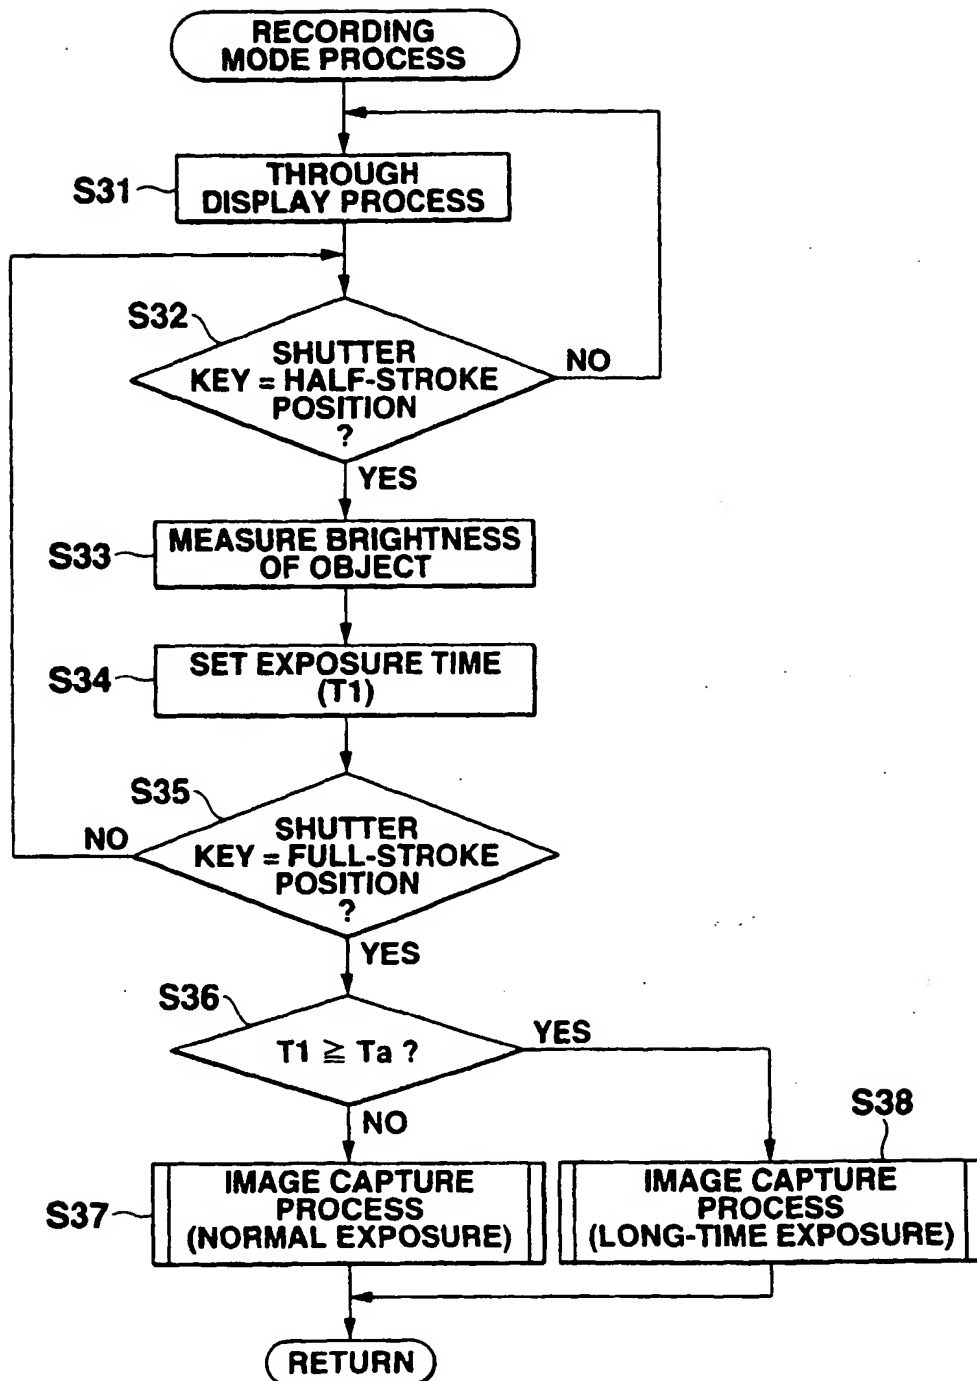 RECORDING
MODE PROCESS
S31
THROUGH
DISPLAY PROCESS
S32
SHUTTER
KEY = HALF-STROKE
POSITION
?
NO
YES
S33
MEASURE BRIGHTNESS
OF OBJECT
S34
SET EXPOSURE TIME
(T1)
S35
NO
SHUTTER
KEY = FULL-STROKE
POSITION
?
YES
S36
T1 ≧ Ta ?
YES
NO
S38
S37
IMAGE CAPTURE
PROCESS
(NORMAL EXPOSURE)
IMAGE CAPTURE
PROCESS
(LONG-TIME EXPOSURE)
RETURN